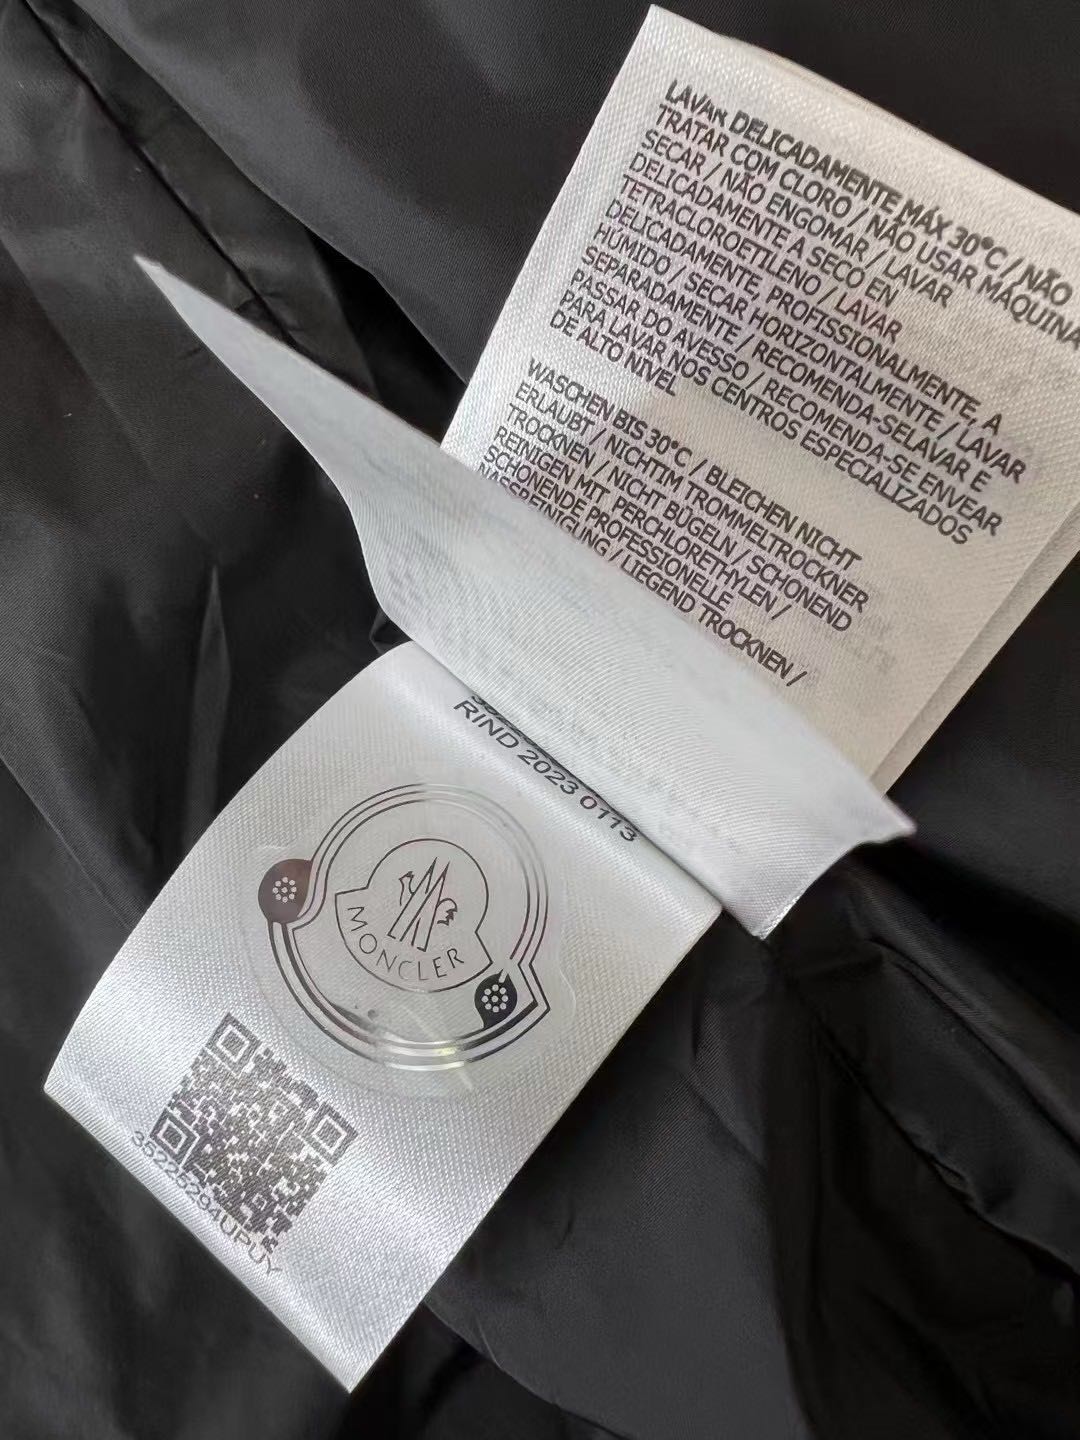 LAVAR DELICADAMENTE MÁX 30°C / NÃO
TRATAR COM CLORO / NÃO USAR MÁQUINA
SECAR / NÃO ENGOMAR / LAVAR
DELICADAMENTE A SECO EN
TETRACLOROETILENO / LAVAR
DELICADAMENTE, PROFISSIONALMENTE, A
HÚMIDO / SECAR HORIZONTALMENTE / LAVAR
SEPARADAMENTE / RECOMENDA-SELAVAR E
PASSAR DO AVESSO / RECOMENDA-SE ENVEAR
PARA LAVAR NOS CENTROS ESPECIALIZADOS
DE ALTO NIVEL
WASCHEN BIS 30°C / BLEICHEN NICHT
ERLAUBT / NICHTIM TROMMELTROCKNER
TROCKNEN / NICHT BÜGELN / SCHONEND
REINIGEN MIT PERCHLORETHYLEN /
SCHONENDE PROFESSIONELLE
NASSREINIGUNG / LIEGEND TROCKNEN /
RIND 2023 0113
MONCLER
35225294UPUY